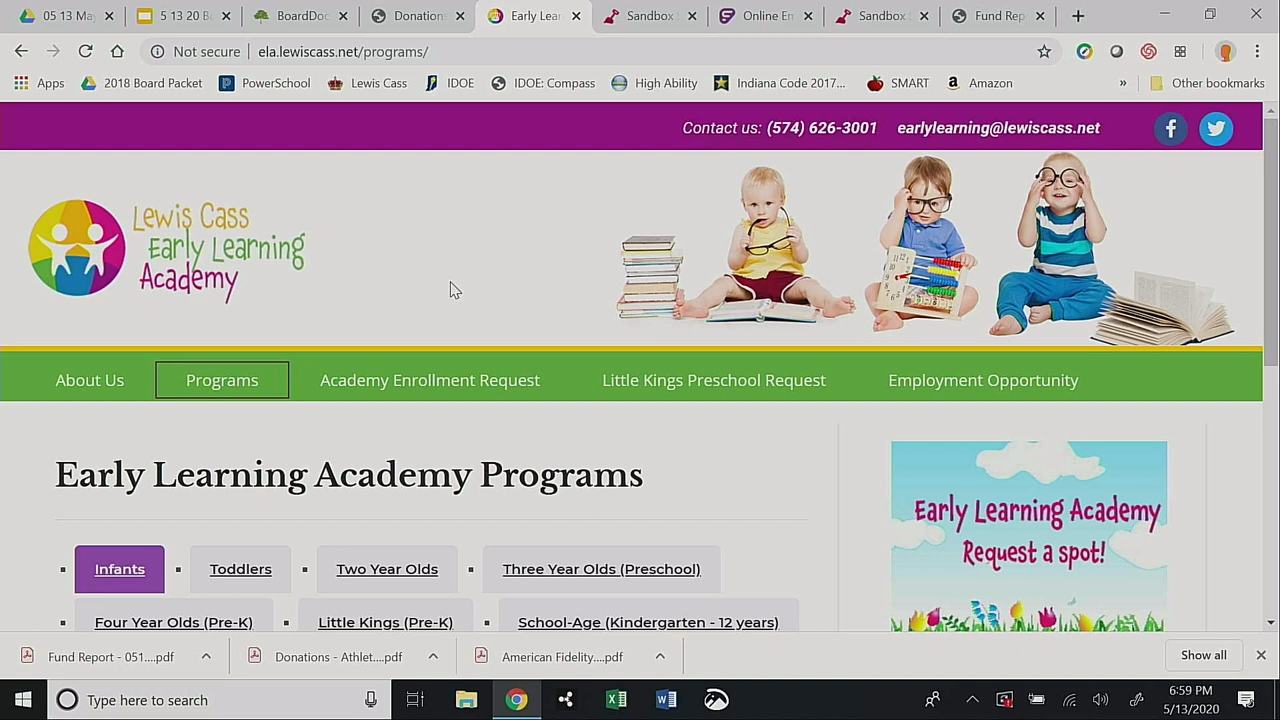 05 13 May
5 13 20 B
BoardDoc
Donations
Early Lear
Sandbox
Online En
Sandbox
Fund Rep
Not secure
ela.lewiscass.net/programs/
Apps
2018 Board Packet
PowerSchool
Lewis Cass
IDOE
IDOE: Compass
High Ability
Indiana Code 2017...
SMART
Amazon
»
Other bookmarks
Contact us: (574) 626-3001 earlylearning@lewiscass.net
Lewis Cass
Early Learning
Academy
About Us
Programs
Academy Enrollment Request
Little Kings Preschool Request
Employment Opportunity
Early Learning Academy Programs
Infants
Toddlers
Two Year Olds
Three Year Olds (Preschool)
Four Year Olds (Pre-K)
Little Kings (Pre-K)
School-Age (Kindergarten - 12 years)
Early Learning Academy
Request a spot!
Fund Report - 051....pdf
Donations - Athlet....pdf
American Fidelity....pdf
Show all
Type here to search
6:59 PM
5/13/2020